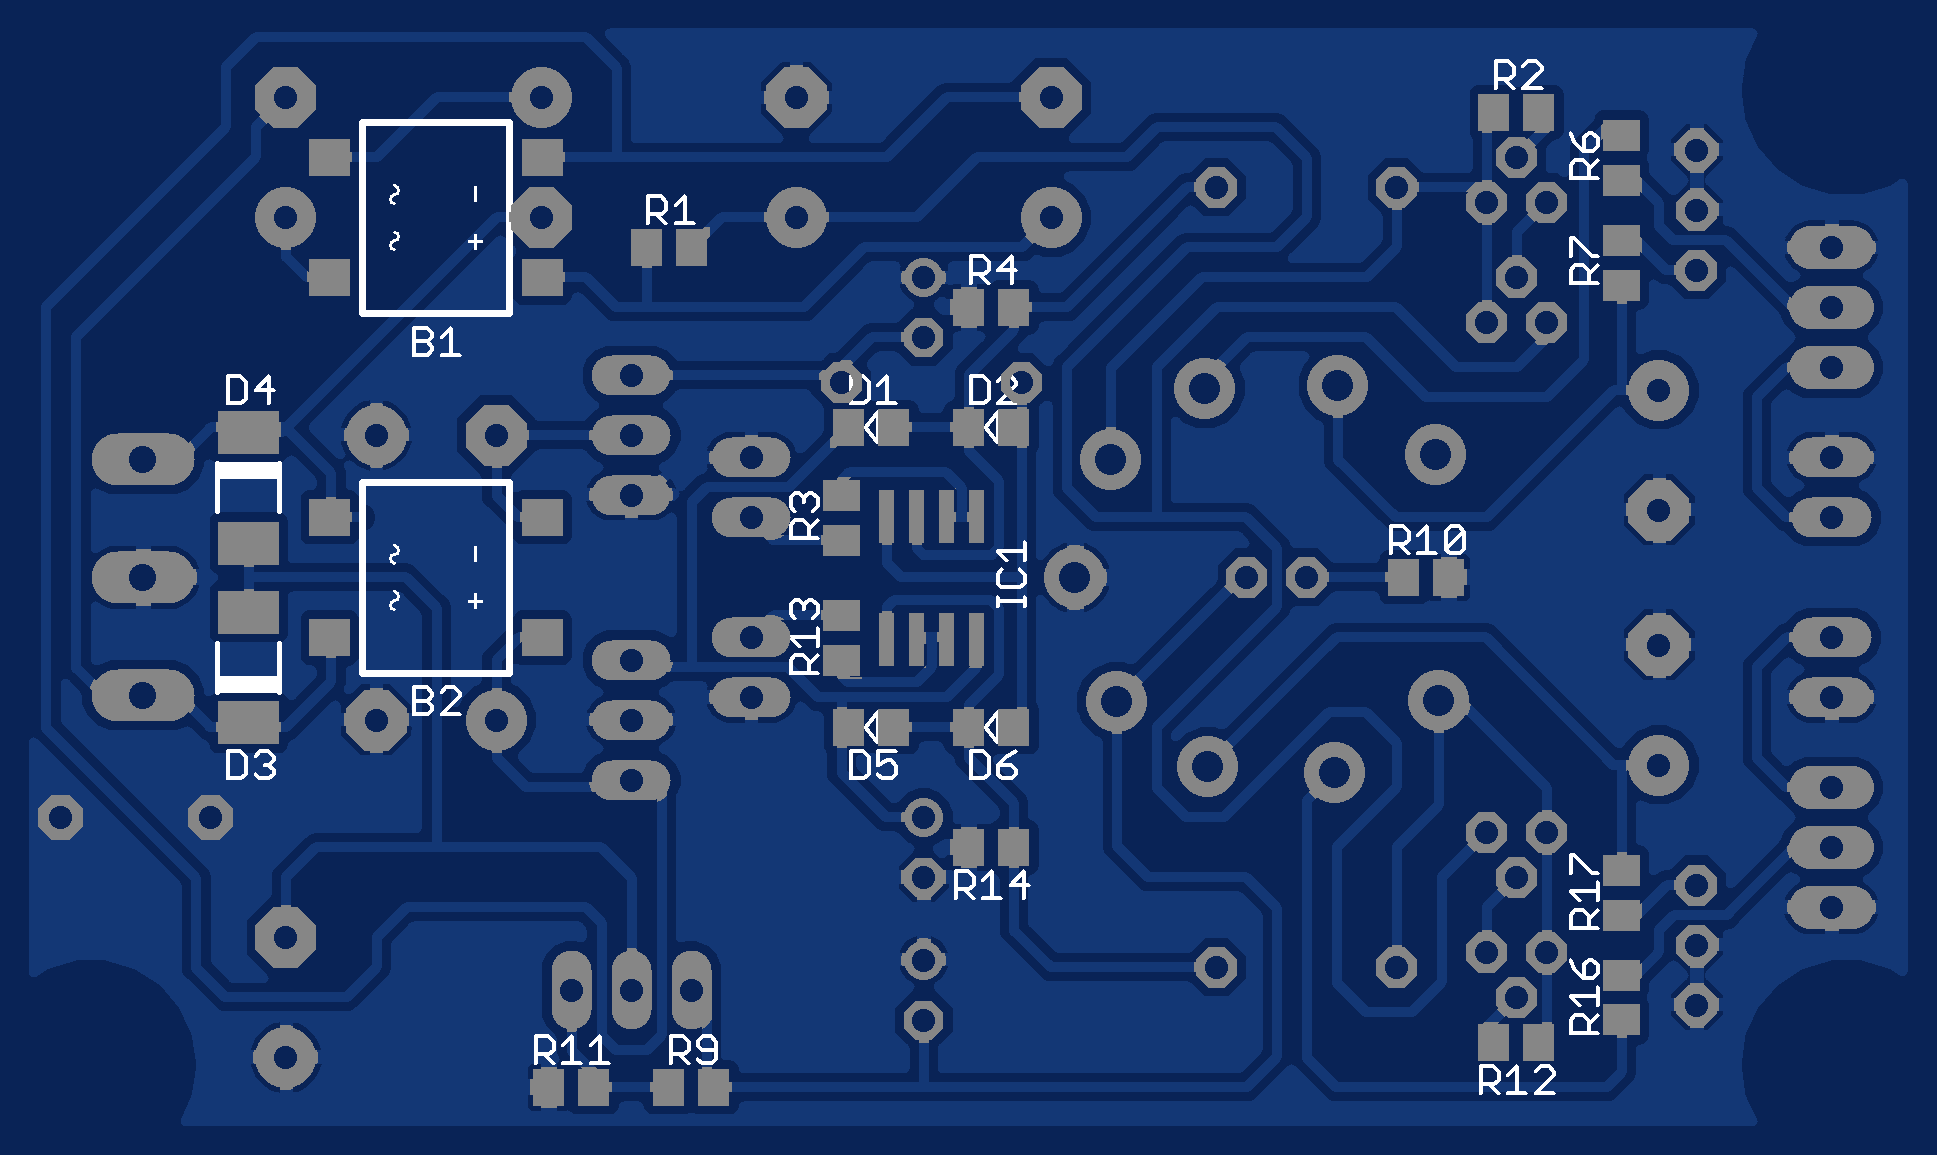 R2
R6
R1
R7
R4
~ −
~ +
B1
D4
D1
D2
R3
R10
IC1
~ −
~ +
R13
B2
D3
D5
D6
R14
R17
R16
R11
R9
R12